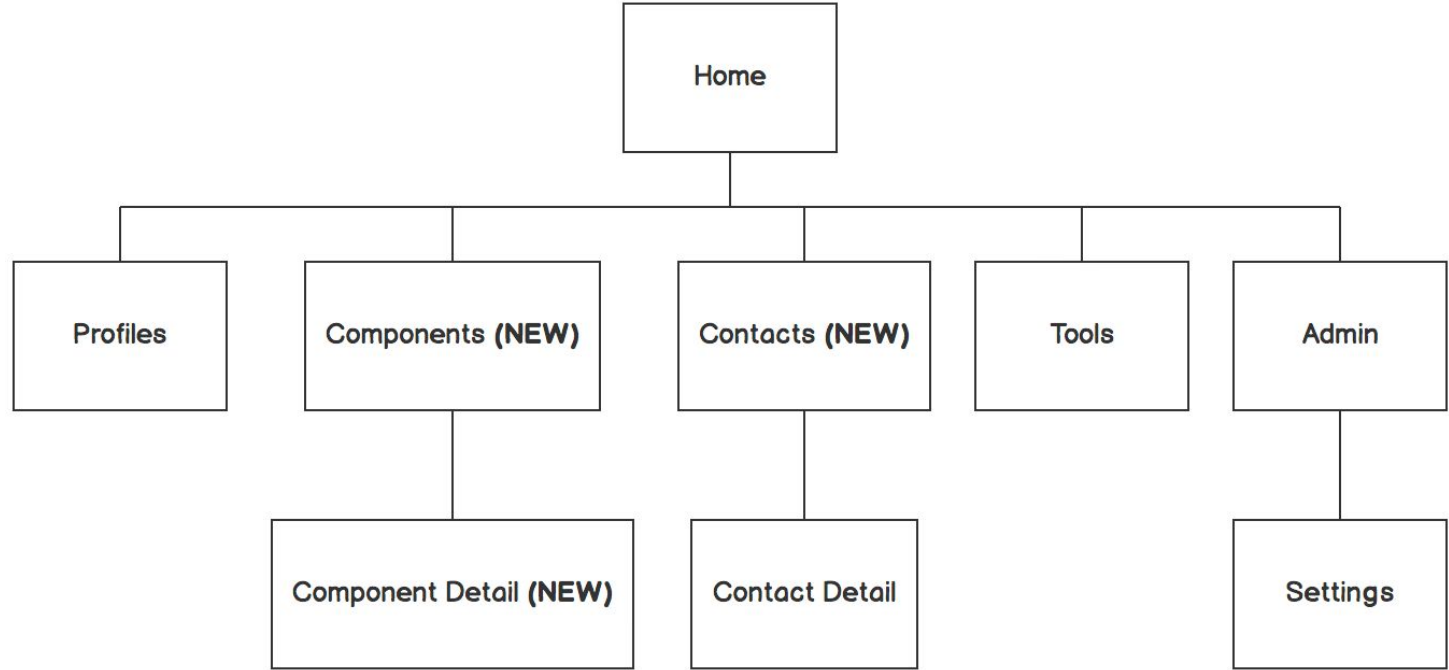 Home
Profiles
Components (NEW)
Contacts (NEW)
Tools
Admin
Component Detail (NEW)
Contact Detail
Settings